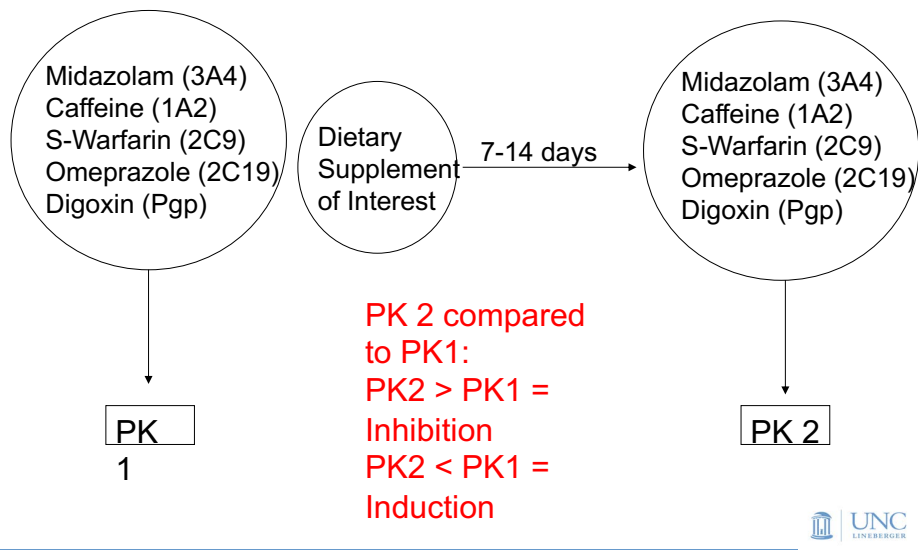 Midazolam (3A4)
Caffeine (1A2)
S-Warfarin (2C9)
Omeprazole (2C19)
Digoxin (Pgp)
Dietary
Supplement
of Interest
7-14 days
Midazolam (3A4)
Caffeine (1A2)
S-Warfarin (2C9)
Omeprazole (2C19)
Digoxin (Pgp)
PK 2 compared
to PK1:
PK2 > PK1 =
Inhibition
PK2 < PK1 =
Induction
PK
1
PK 2
UNC
LINEBERGER